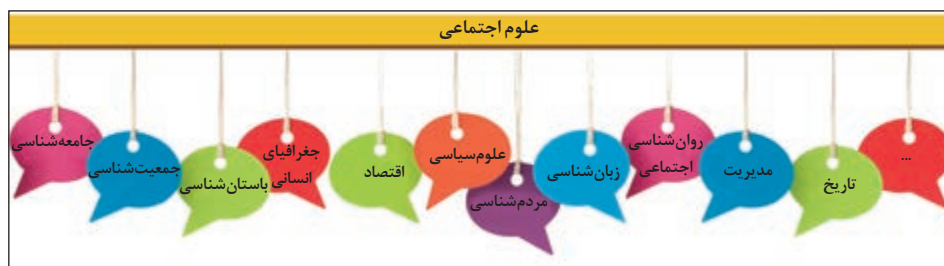 علوم اجتماعی
...
تاریخ
مدیریت
روان‌شناسی
اجتماعی
زبان‌شناسی
مردم‌شناسی
علوم‌سیاسی
اقتصاد
جغرافیای
انسانی
باستان‌شناسی
جمعیت‌شناسی
جامعه‌شناسی